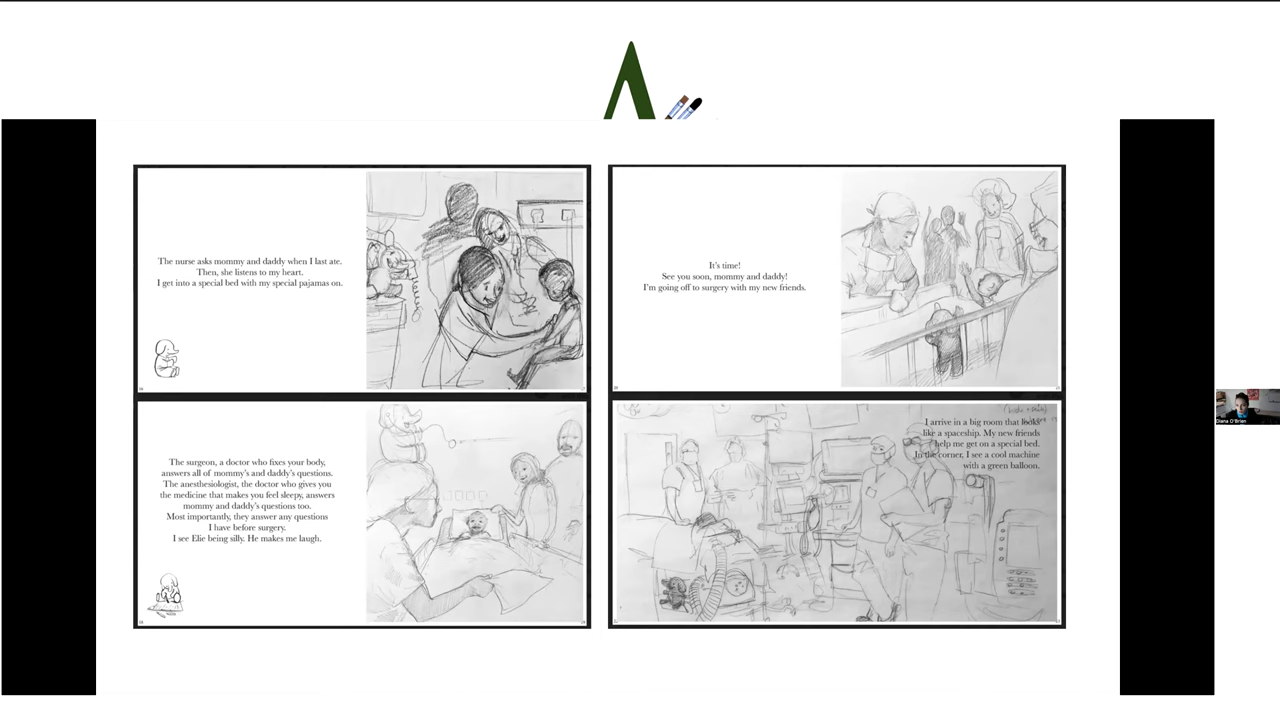 The nurse asks mommy and daddy when I last ate.
Then, she listens to my heart.
I get into a special bed with my special pajamas on.
It's time!
See you soon, mommy and daddy!
I'm going off to surgery with my new friends.
The surgeon, a doctor who fixes your body,
answers all of mommy's and daddy's questions.
The anesthesiologist, the doctor who gives you
the medicine that makes you feel sleepy, answers
mommy and daddy's questions too.
Most importantly, they answer any questions
I have before surgery.
I see Elie being silly. He makes me laugh.
I arrive in a big room that looks
like a spaceship. My new friends
help me get on a special bed.
In the corner, I see a cool machine
with a green balloon.
Diana O'Brien